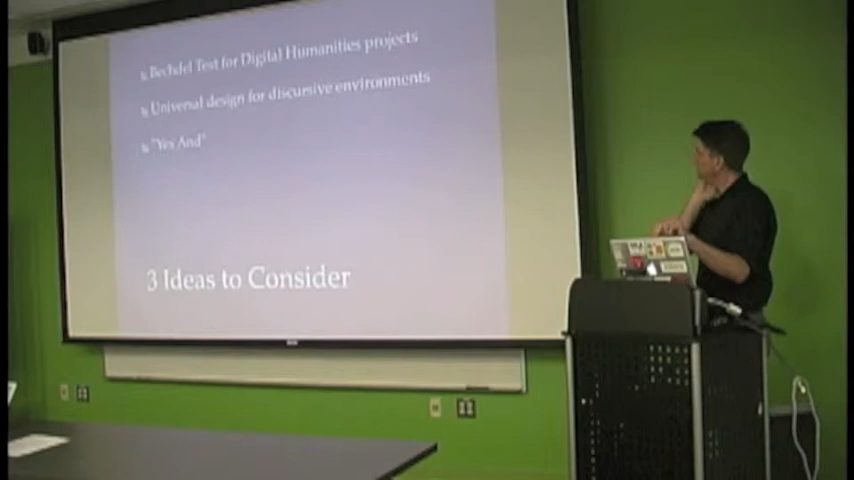 Bechdel Test for Digital Humanities projects
Universal design for discursive environments
"Yes And"
3 Ideas to Consider